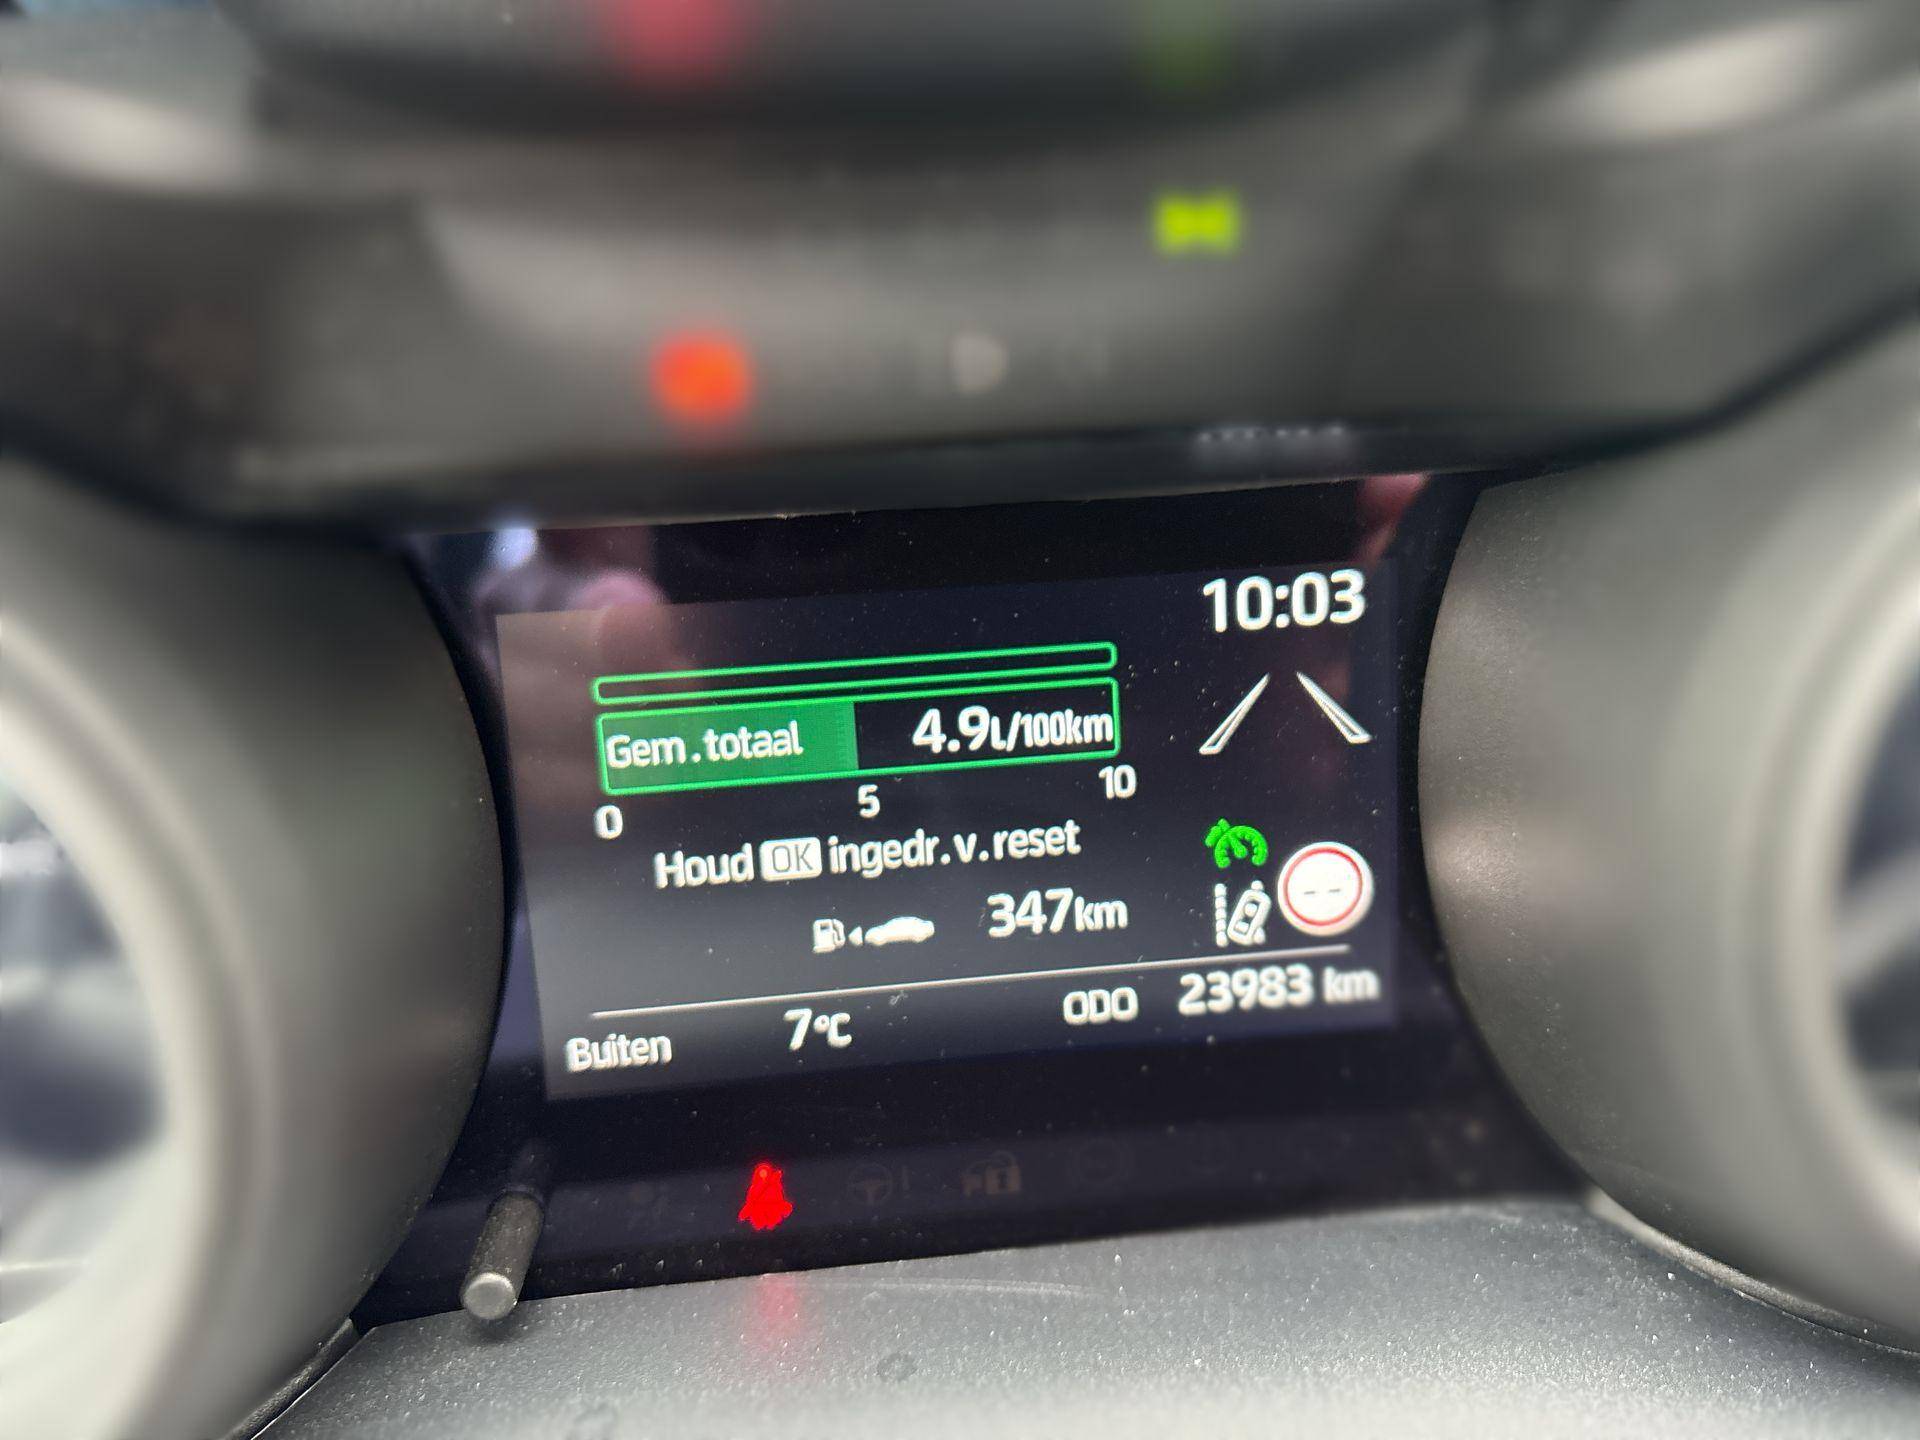 10:03
Gem.totaal 4.9L/100km
0 5 10
Houd OK ingedr.v.reset
347km
--
Buiten 7°C ODO 23983 km